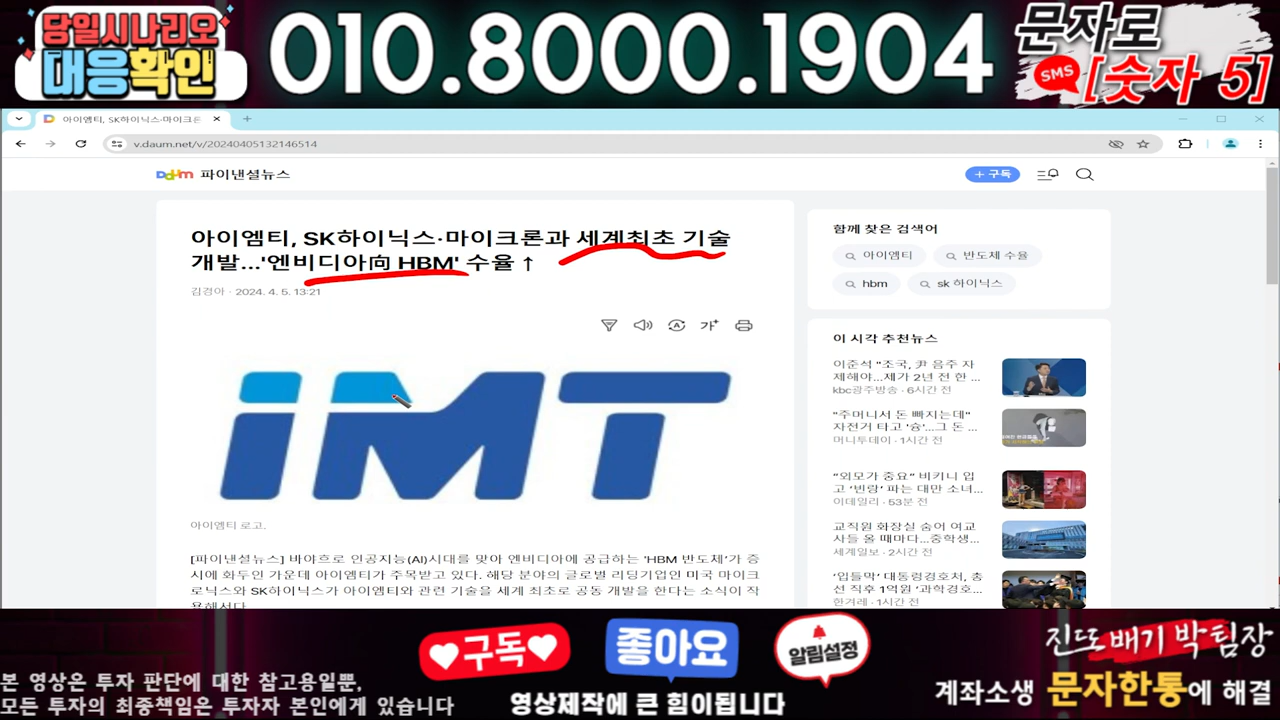 당일시나리오
대응확인
010.8000.1904
문자로
SMS
[숫자 5]
아이엠티, SK하이닉스·마이크론
v.daum.net/v/20240405132146514
Daum 파이낸셜뉴스
+ 구독
아이엠티, SK하이닉스·마이크론과 세계최초 기술
개발...'엔비디아向 HBM' 수율 ↑
김경아 · 2024. 4. 5. 13:21
가+
iMT
아이엠티 로고.
[파이낸셜뉴스] 바야흐로 인공지능(AI)시대를 맞아 엔비디아에 공급하는 'HBM 반도체'가 증
시에 화두인 가운데 아이엠티가 주목받고 있다. 해당 분야의 글로벌 리딩기업인 미국 마이크
로닉스와 SK하이닉스가 아이엠티와 관련 기술을 세계 최초로 공동 개발을 한다는 소식이 작
용해서다.
함께 찾은 검색어
아이엠티
반도체 수율
hbm
sk 하이닉스
이 시각 추천뉴스
이준석 "조국, 尹 음주 자
제해야...제가 2년 전 한 ...
kbc광주방송 · 6시간 전
"주머니서 돈 빠지는데"
자전거 타고 '슝'...그 돈 ...
머니투데이 · 1시간 전
"외모가 중요" 비키니 입
고 '빈랑' 파는 대만 소녀...
이데일리 · 53분 전
교직원 화장실 숨어 여교
사들 올 때마다...중학생...
세계일보 · 2시간 전
'입틀막' 대통령경호처, 총
선 직후 1억원 '과학경호...
한겨레 · 1시간 전
구독
좋아요
알림설정
본 영상은 투자 판단에 대한 참고용일뿐,
모든 투자의 최종책임은 투자자 본인에게 있습니다
영상제작에 큰 힘이됩니다
진또배기 박팀장
계좌소생 문자한통에 해결